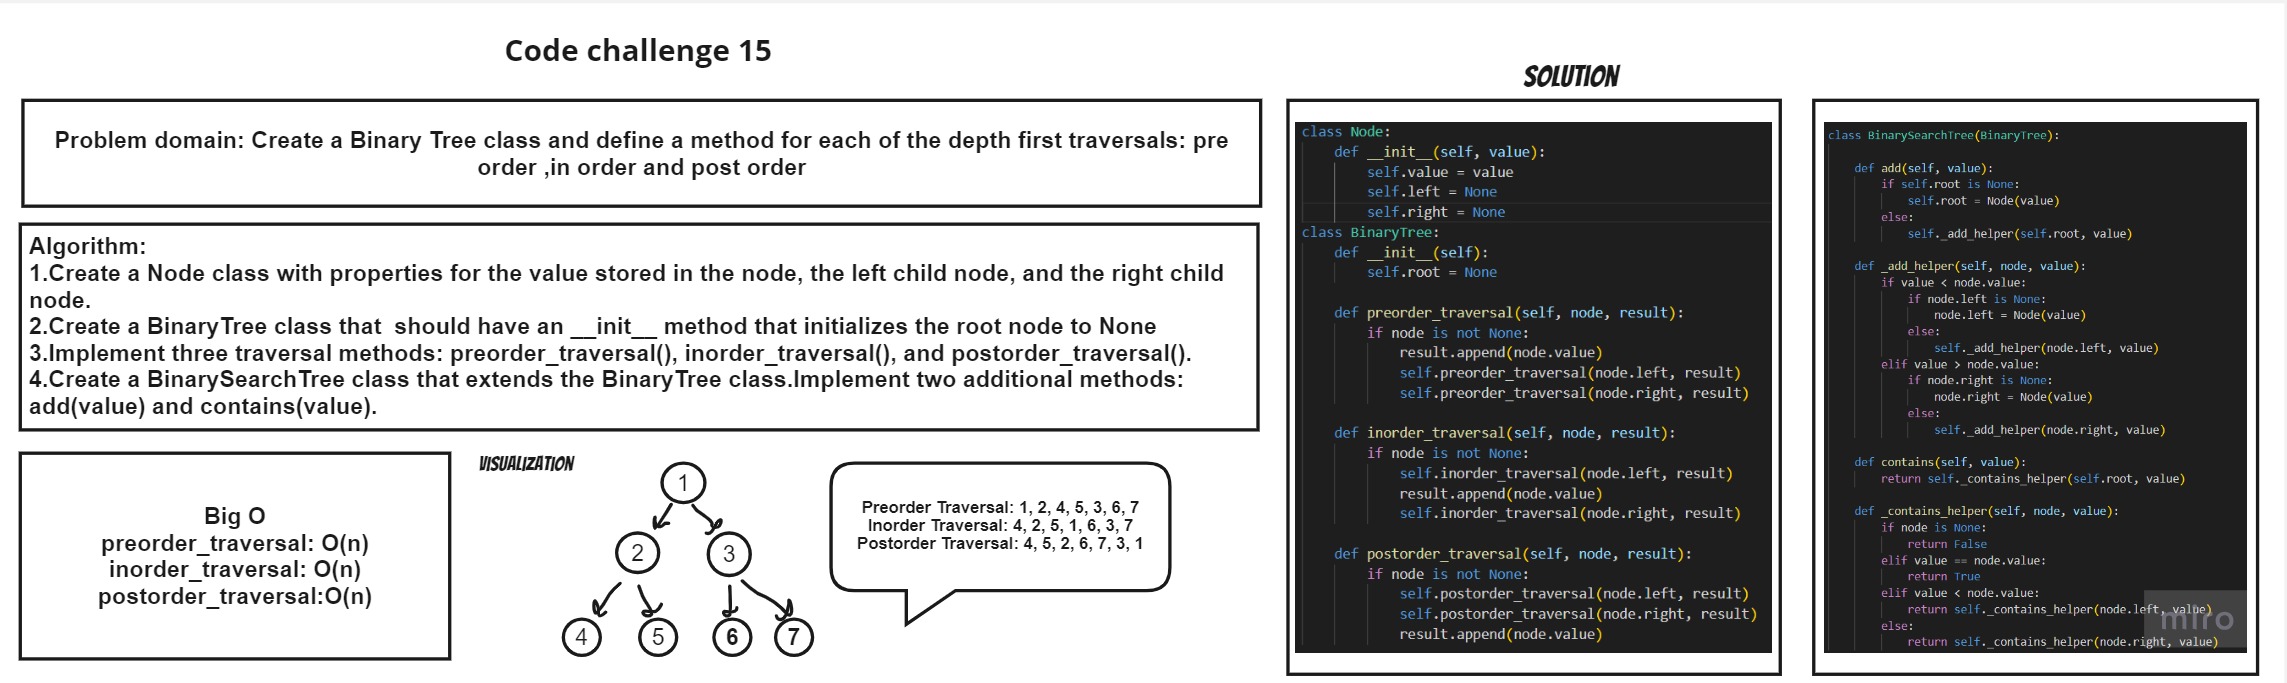 Code challenge 15
Problem domain: Create a Binary Tree class and define a method for each of the depth first traversals: pre
order ,in order and post order
Algorithm:
1.Create a Node class with properties for the value stored in the node, the left child node, and the right child
node.
2.Create a BinaryTree class that  should have an __init__ method that initializes the root node to None
3.Implement three traversal methods: preorder_traversal(), inorder_traversal(), and postorder_traversal().
4.Create a BinarySearchTree class that extends the BinaryTree class.Implement two additional methods:
add(value) and contains(value).
Big O
preorder_traversal: O(n)
inorder_traversal: O(n)
postorder_traversal:O(n)
VISUALIZATION
1
2
3
4
5
6
7
Preorder Traversal: 1, 2, 4, 5, 3, 6, 7
Inorder Traversal: 4, 2, 5, 1, 6, 3, 7
Postorder Traversal: 4, 5, 2, 6, 7, 3, 1
SOLUTION
class Node:
    def __init__(self, value):
        self.value = value
        self.left = None
        self.right = None
class BinaryTree:
    def __init__(self):
        self.root = None
    def preorder_traversal(self, node, result):
        if node is not None:
            result.append(node.value)
            self.preorder_traversal(node.left, result)
            self.preorder_traversal(node.right, result)
    def inorder_traversal(self, node, result):
        if node is not None:
            self.inorder_traversal(node.left, result)
            result.append(node.value)
            self.inorder_traversal(node.right, result)
    def postorder_traversal(self, node, result):
        if node is not None:
            self.postorder_traversal(node.left, result)
            self.postorder_traversal(node.right, result)
            result.append(node.value)
class BinarySearchTree(BinaryTree):
    def add(self, value):
        if self.root is None:
            self.root = Node(value)
        else:
            self._add_helper(self.root, value)
    def _add_helper(self, node, value):
        if value < node.value:
            if node.left is None:
                node.left = Node(value)
            else:
                self._add_helper(node.left, value)
        elif value > node.value:
            if node.right is None:
                node.right = Node(value)
            else:
                self._add_helper(node.right, value)
    def contains(self, value):
        return self._contains_helper(self.root, value)
    def _contains_helper(self, node, value):
        if node is None:
            return False
        elif value == node.value:
            return True
        elif value < node.value:
            return self._contains_helper(node.left, value)
        else:
            return self._contains_helper(node.right, value)
miro